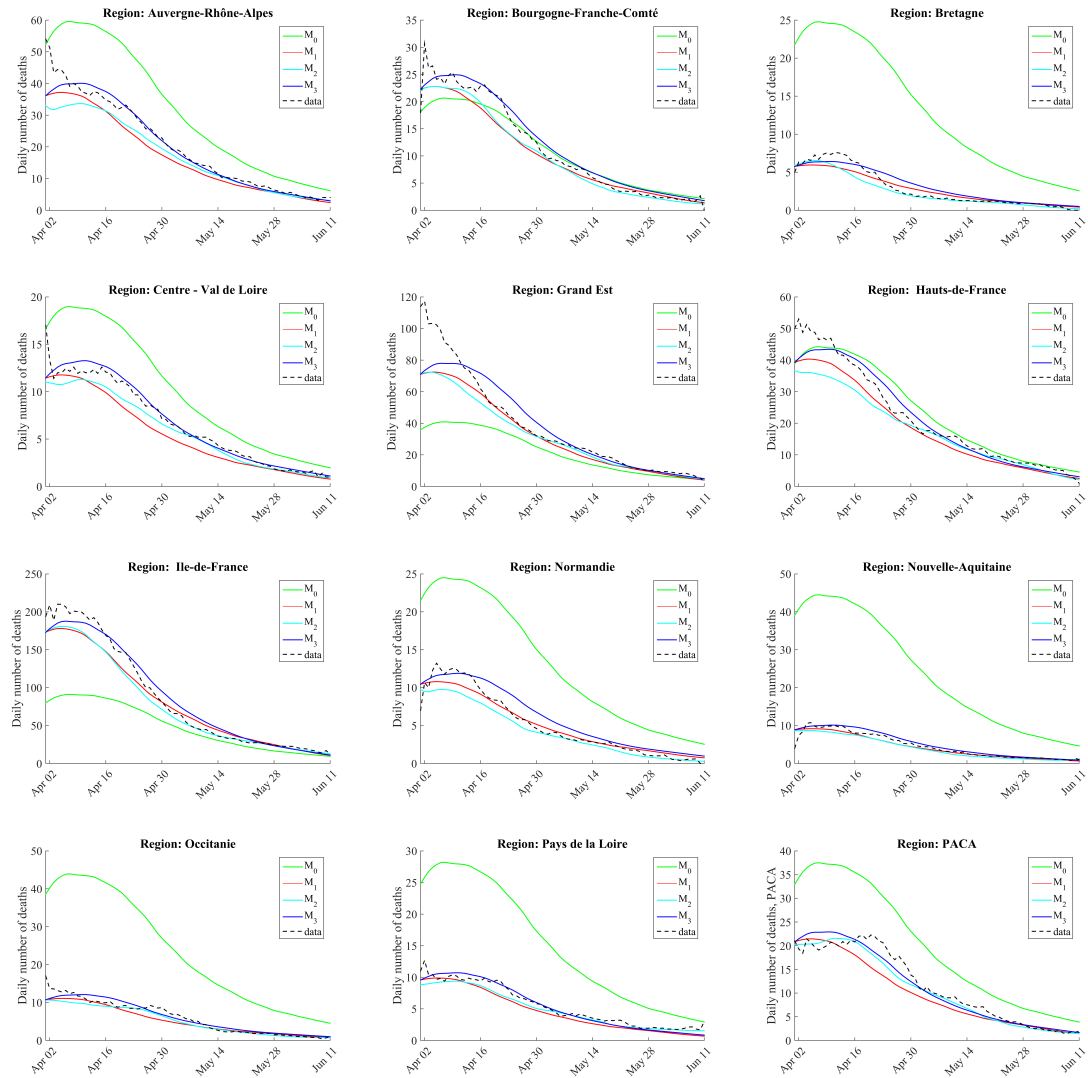 Region: Auvergne-Rhône-Alpes
Daily number of deaths
60
50
40
30
20
10
0
Apr 02
Apr 16
Apr 30
May 14
May 28
Jun 11
M0
M1
M2
M3
data
Region: Bourgogne-Franche-Comté
Daily number of deaths
35
30
25
20
15
10
5
0
Apr 02
Apr 16
Apr 30
May 14
May 28
Jun 11
M0
M1
M2
M3
data
Region: Bretagne
Daily number of deaths
25
20
15
10
5
0
Apr 02
Apr 16
Apr 30
May 14
May 28
Jun 11
M0
M1
M2
M3
data
Region: Centre - Val de Loire
Daily number of deaths
20
15
10
5
0
Apr 02
Apr 16
Apr 30
May 14
May 28
Jun 11
M0
M1
M2
M3
data
Region: Grand Est
Daily number of deaths
120
100
80
60
40
20
0
Apr 02
Apr 16
Apr 30
May 14
May 28
Jun 11
M0
M1
M2
M3
data
Region: Hauts-de-France
Daily number of deaths
60
50
40
30
20
10
0
Apr 02
Apr 16
Apr 30
May 14
May 28
Jun 11
M0
M1
M2
M3
data
Region: Ile-de-France
Daily number of deaths
250
200
150
100
50
0
Apr 02
Apr 16
Apr 30
May 14
May 28
Jun 11
M0
M1
M2
M3
data
Region: Normandie
Daily number of deaths
25
20
15
10
5
0
Apr 02
Apr 16
Apr 30
May 14
May 28
Jun 11
M0
M1
M2
M3
data
Region: Nouvelle-Aquitaine
Daily number of deaths
50
40
30
20
10
0
Apr 02
Apr 16
Apr 30
May 14
May 28
Jun 11
M0
M1
M2
M3
data
Region: Occitanie
Daily number of deaths
50
40
30
20
10
0
Apr 02
Apr 16
Apr 30
May 14
May 28
Jun 11
M0
M1
M2
M3
data
Region: Pays de la Loire
Daily number of deaths
30
25
20
15
10
5
0
Apr 02
Apr 16
Apr 30
May 14
May 28
Jun 11
M0
M1
M2
M3
data
Region: PACA
Daily number of deaths, PACA
40
35
30
25
20
15
10
5
0
Apr 02
Apr 16
Apr 30
May 14
May 28
Jun 11
M0
M1
M2
M3
data